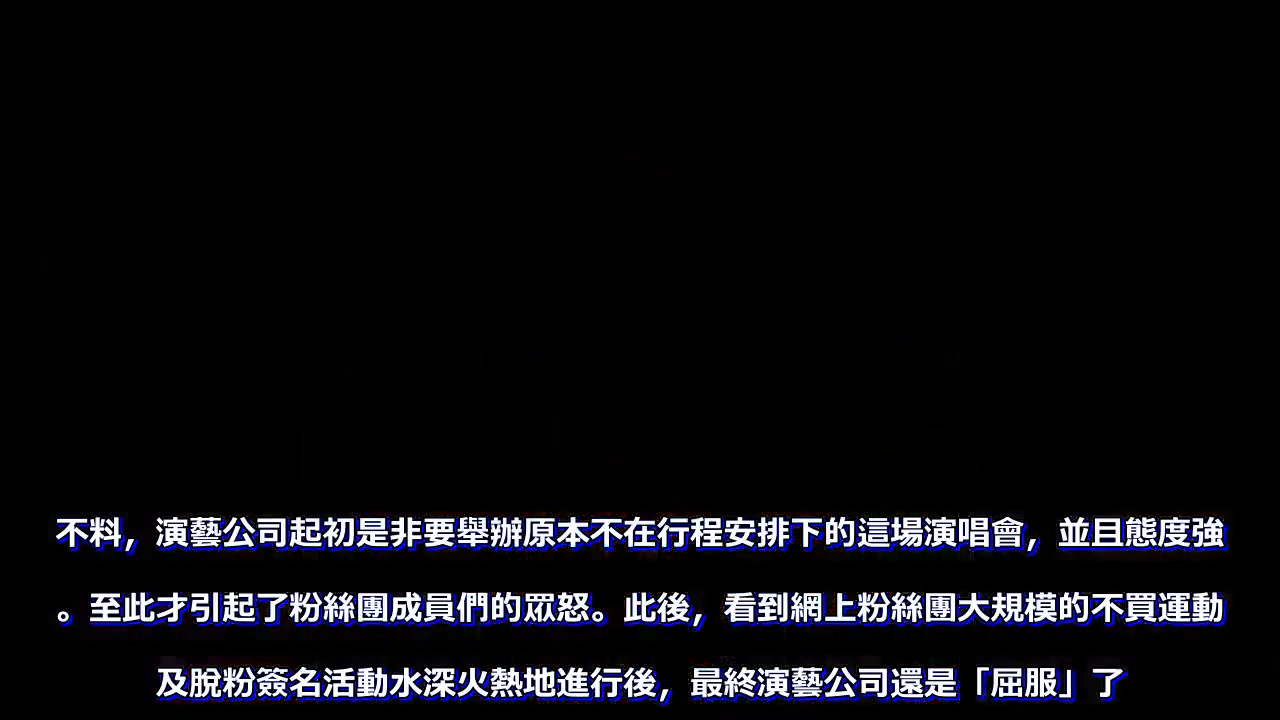 不料，演藝公司起初是非要舉辦原本不在行程安排下的這場演唱會，並且態度強
。至此才引起了粉絲團成員們的眾怒。此後，看到網上粉絲團大規模的不買運動
及脫粉簽名活動水深火熱地進行後，最終演藝公司還是「屈服」了